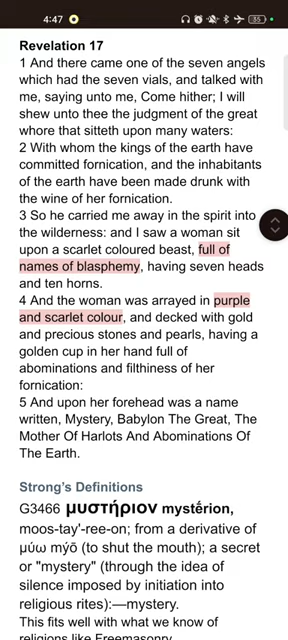 4:47
35
Revelation 17
1 And there came one of the seven angels
which had the seven vials, and talked with
me, saying unto me, Come hither; I will
shew unto thee the judgment of the great
whore that sitteth upon many waters:
2 With whom the kings of the earth have
committed fornication, and the inhabitants
of the earth have been made drunk with
the wine of her fornication.
3 So he carried me away in the spirit into
the wilderness: and I saw a woman sit
upon a scarlet coloured beast, full of
names of blasphemy, having seven heads
and ten horns.
4 And the woman was arrayed in purple
and scarlet colour, and decked with gold
and precious stones and pearls, having a
golden cup in her hand full of
abominations and filthiness of her
fornication:
5 And upon her forehead was a name
written, Mystery, Babylon The Great, The
Mother Of Harlots And Abominations Of
The Earth.
Strong's Definitions
G3466 μυστήριον mystḗrion,
moos-tay'-ree-on; from a derivative of
μύω mýō (to shut the mouth); a secret
or "mystery" (through the idea of
silence imposed by initiation into
religious rites):—mystery.
This fits well with what we know of
religions like Freemasonry